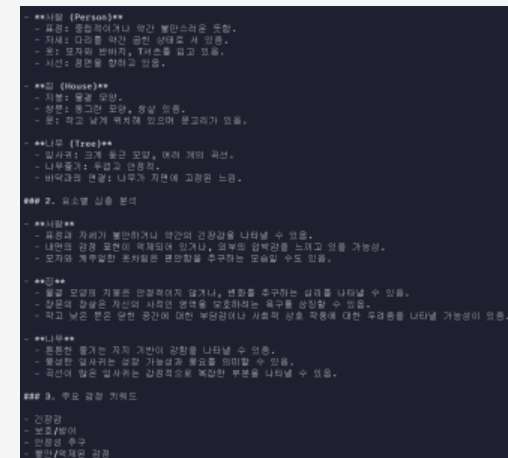 - **사람 (Person)**
- 표정: 중립적이거나 약간 불만스러운 듯함.
- 자세: 다리를 약간 굽힌 상태로 서 있음.
- 옷: 모자와 반바지, T셔츠를 입고 있음.
- 시선: 정면을 향하고 있음.
- **집 (House)**
- 지붕: 물결 모양.
- 창문: 동그란 모양, 창살 있음.
- 문: 작고 낮게 위치해 있으며 문고리가 있음.
- **나무 (Tree)**
- 잎사귀: 크게 둥근 모양, 여러 개의 곡선.
- 나무줄기: 두껍고 안정적.
- 바닥과의 연결: 나무가 지면에 고정된 느낌.
### 2. 요소별 심층 분석
- **사람**
- 표정과 자세가 불안하거나 약간의 긴장감을 나타낼 수 있음.
- 내면의 감정 표현이 억제되어 있거나, 외부의 압박감을 느끼고 있을 가능성.
- 모자와 캐주얼한 옷차림은 편안함을 추구하는 모습일 수도 있음.
- **집**
- 물결 모양의 지붕은 안정적이지 않거나, 변화를 추구하는 심리를 나타낼 수 있음.
- 창문의 창살은 자신의 사적인 영역을 보호하려는 욕구를 상징할 수 있음.
- 작고 낮은 문은 닫힌 공간에 대한 부담감이나 사회적 상호 작용에 대한 두려움을 나타낼 가능성이 있음.
- **나무**
- 튼튼한 줄기는 지지 기반이 강함을 나타낼 수 있음.
- 풍성한 잎사귀는 성장 가능성과 풍요를 의미할 수 있음.
- 곡선이 많은 잎사귀는 감정적으로 복잡한 부분을 나타낼 수 있음.
### 3. 주요 감정 키워드
- 긴장감
- 보호/방어
- 안정성 추구
- 불안/억제된 감정